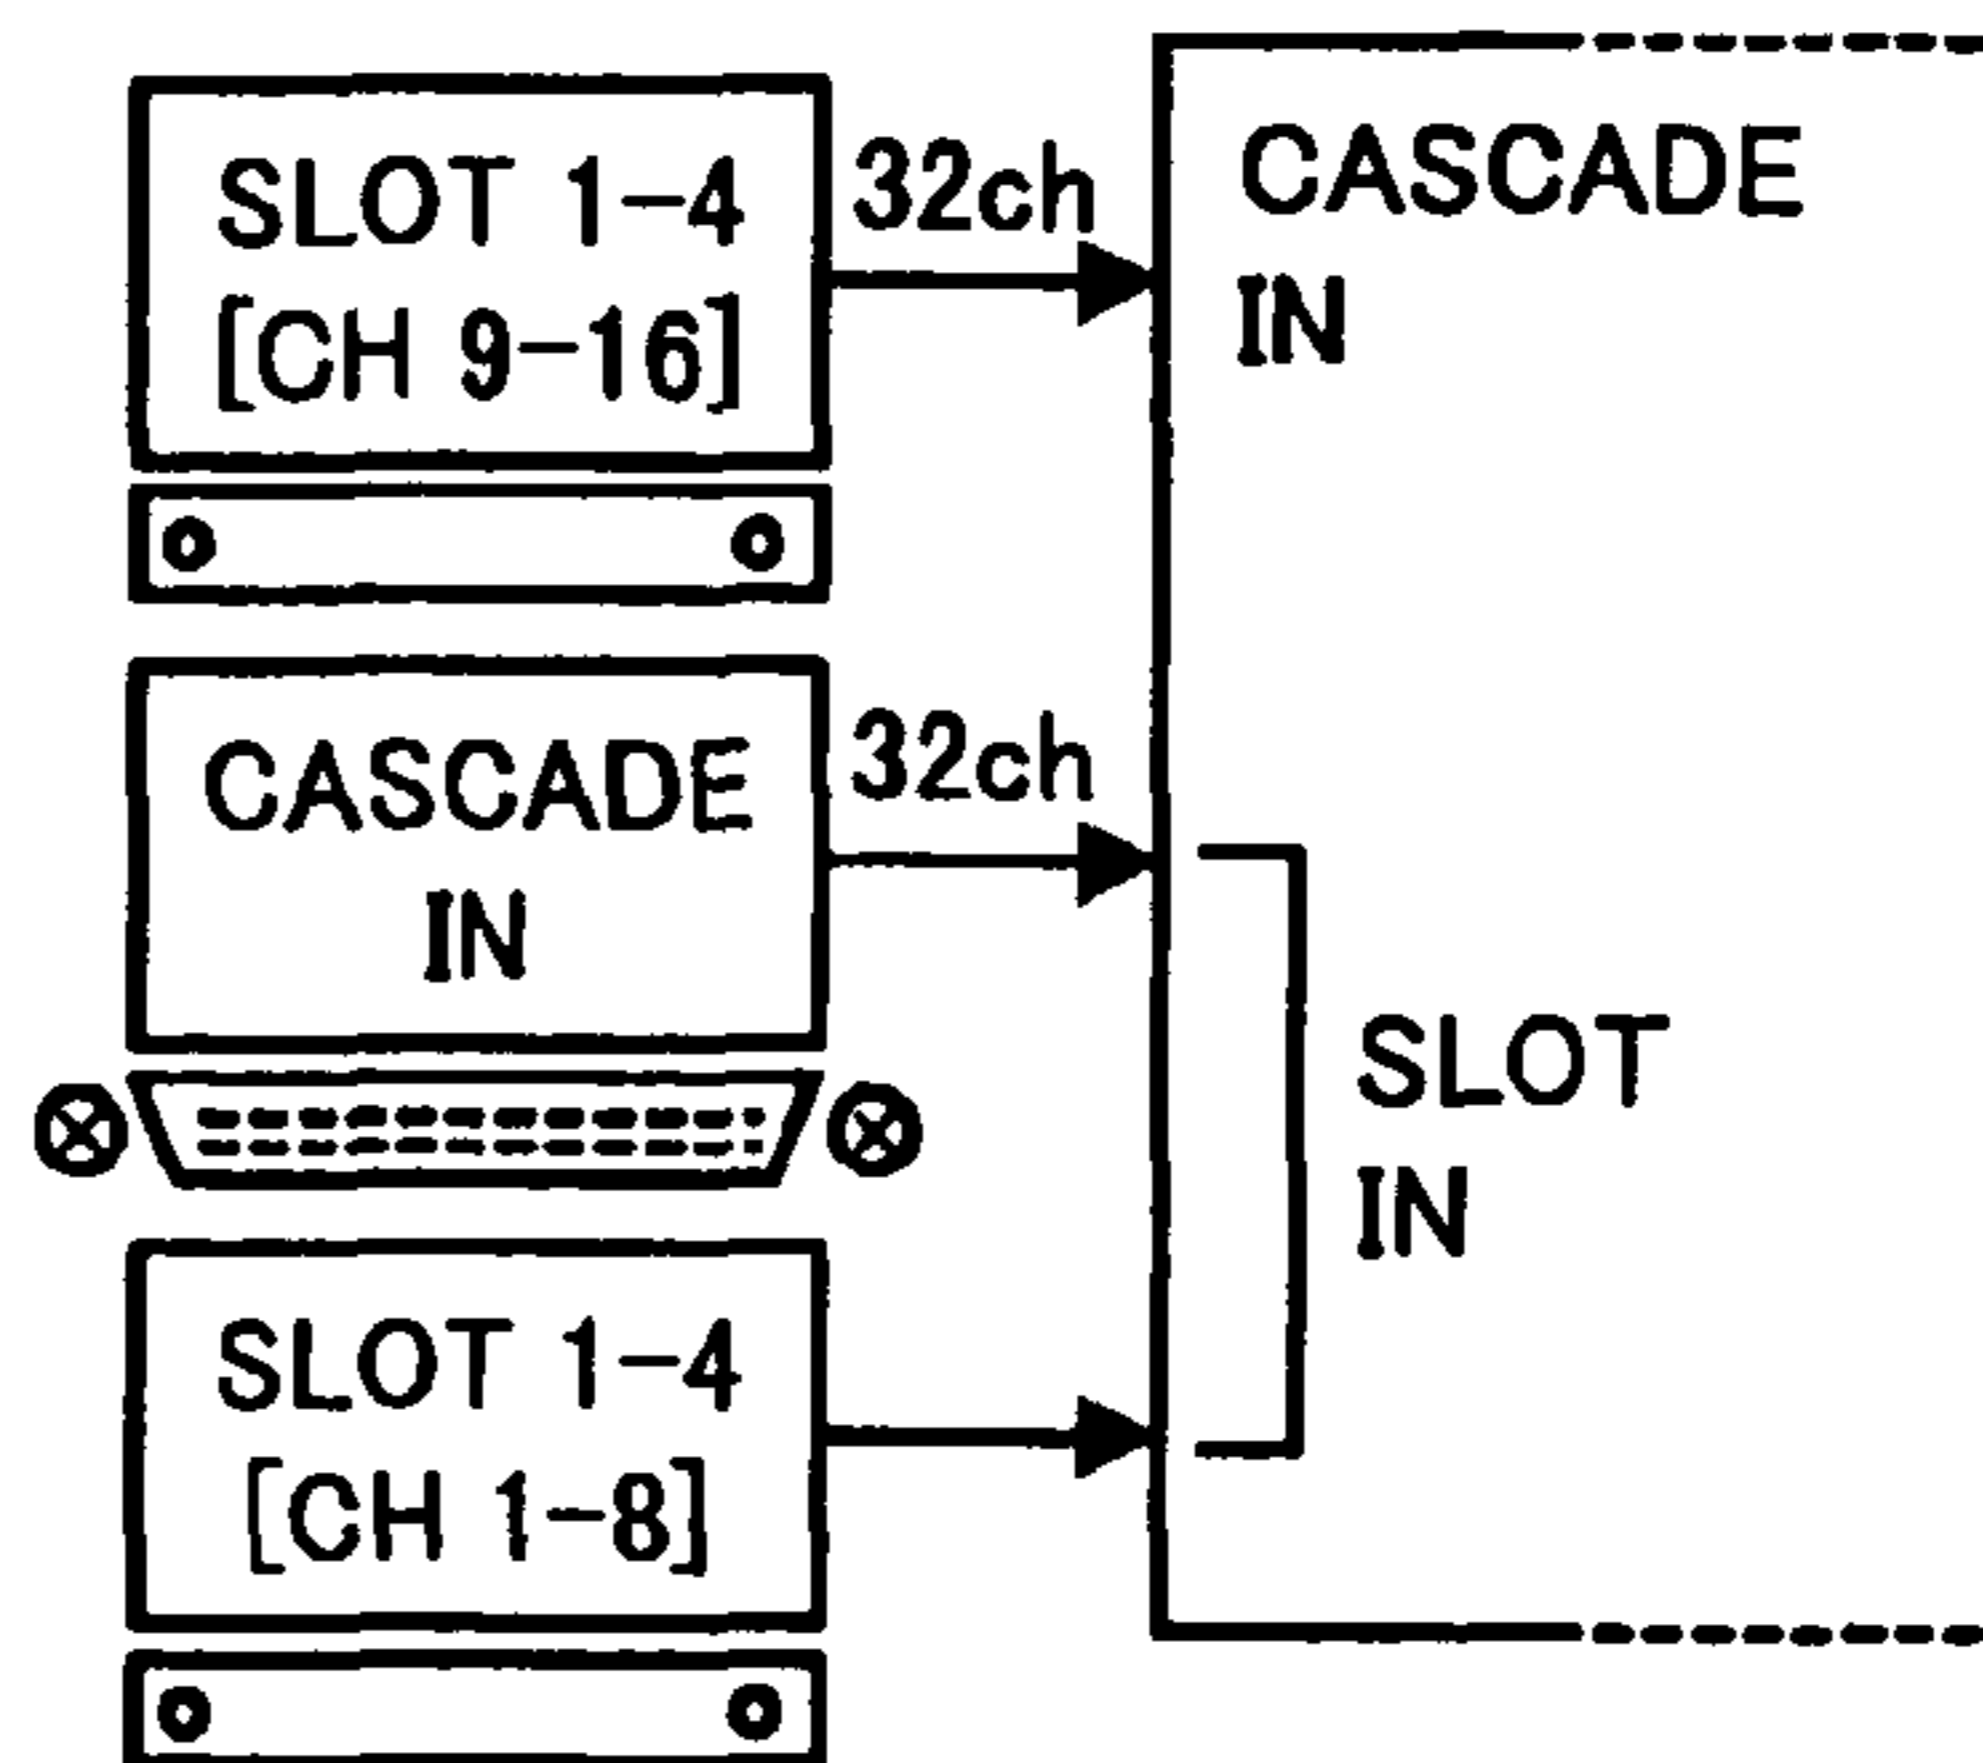 SLOT 1-4
[CH 9-16]
32ch
CASCADE
IN
CASCADE
IN
32ch
SLOT
IN
SLOT 1-4
[CH 1-8]